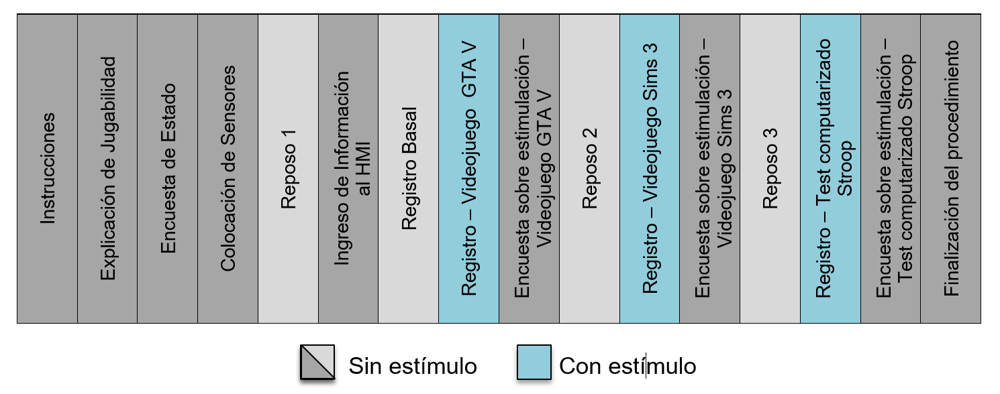 Instrucciones
Explicación de Jugabilidad
Encuesta de Estado
Colocación de Sensores
Reposo 1
Ingreso de Información
al HMI
Registro Basal
Registro – Videojuego GTA V
Encuesta sobre estimulación –
Videojuego GTA V
Reposo 2
Registro – Videojuego Sims 3
Encuesta sobre estimulación –
Videojuego Sims 3
Reposo 3
Registro – Test computarizado
Stroop
Encuesta sobre estimulación –
Test computarizado Stroop
Finalización del procedimiento
Sin estímulo
Con estímulo